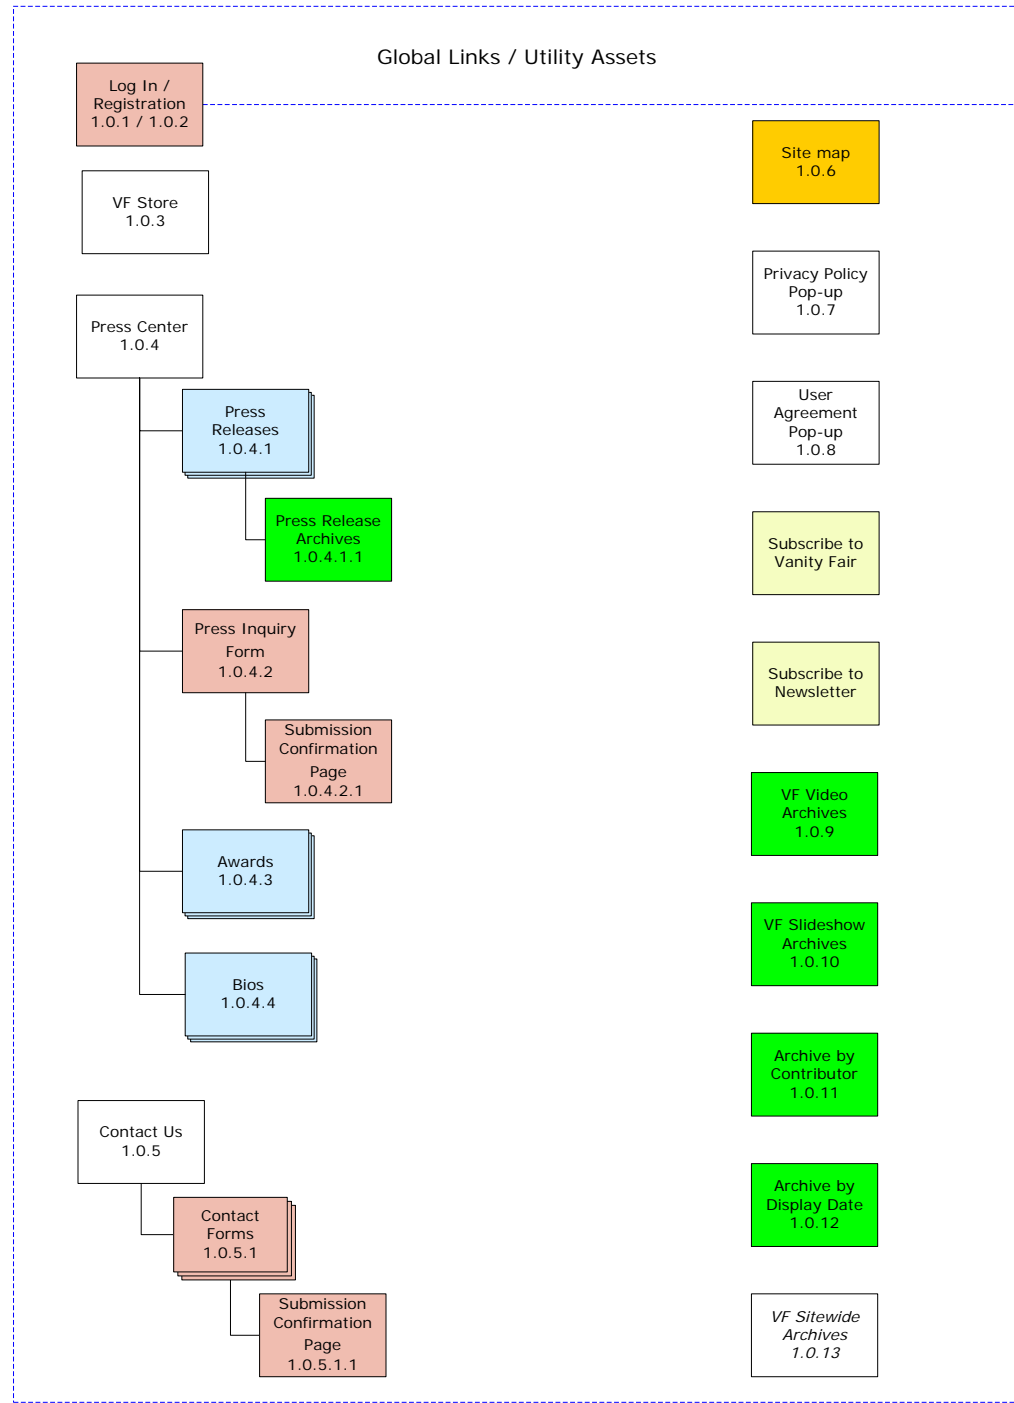 Global Links / Utility Assets
Log In /
Registration
1.0.1 / 1.0.2
VF Store
1.0.3
Press Center
1.0.4
Press
Releases
1.0.4.1
Press Release
Archives
1.0.4.1.1
Press Inquiry
Form
1.0.4.2
Submission
Confirmation
Page
1.0.4.2.1
Awards
1.0.4.3
Bios
1.0.4.4
Contact Us
1.0.5
Contact
Forms
1.0.5.1
Submission
Confirmation
Page
1.0.5.1.1
Site map
1.0.6
Privacy Policy
Pop-up
1.0.7
User
Agreement
Pop-up
1.0.8
Subscribe to
Vanity Fair
Subscribe to
Newsletter
VF Video
Archives
1.0.9
VF Slideshow
Archives
1.0.10
Archive by
Contributor
1.0.11
Archive by
Display Date
1.0.12
VF Sitewide
Archives
1.0.13